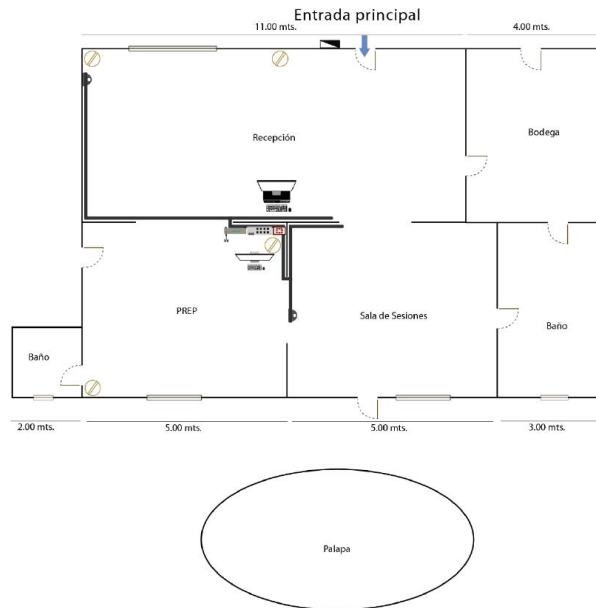 Entrada principal
11.00 mts.
4.00 mts.
Recepción
Bodega
PREP
Sala de Sesiones
Baño
Baño
2.00 mts.
5.00 mts.
5.00 mts.
3.00 mts.
Palapa